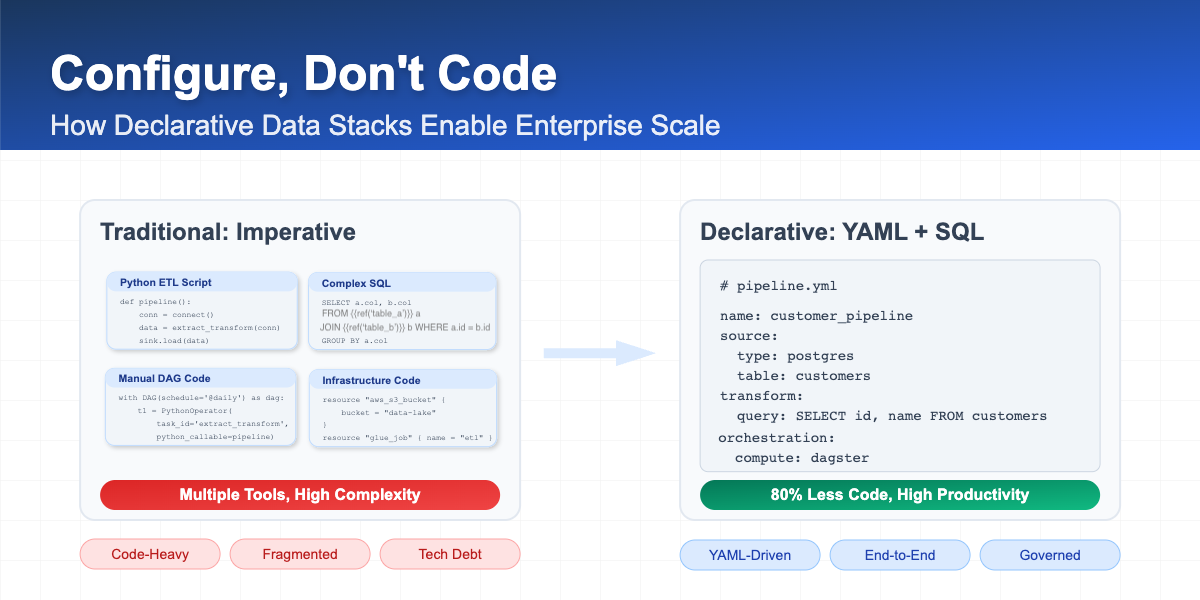 Configure, Don't Code
How Declarative Data Stacks Enable Enterprise Scale
Traditional: Imperative
Python ETL Script
def pipeline():
    conn = connect()
    data = extract_transform(conn)
    sink.load(data)
Complex SQL
SELECT a.col, b.col
FROM {{ref('table_a')}} a
JOIN {{ref('table_b')}} b WHERE a.id = b.id
GROUP BY a.col
Manual DAG Code
with DAG(schedule='@daily') as dag:
    t1 = PythonOperator(
        task_id='extract_transform',
        python_callable=pipeline)
Infrastructure Code
resource "aws_s3_bucket" {
    bucket = "data-lake"
}
resource "glue_job" { name = "etl" }
Multiple Tools, High Complexity
Code-Heavy
Fragmented
Tech Debt
Declarative: YAML + SQL
# pipeline.yml
name: customer_pipeline
source:
  type: postgres
  table: customers
transform:
  query: SELECT id, name FROM customers
orchestration:
  compute: dagster
80% Less Code, High Productivity
YAML-Driven
End-to-End
Governed